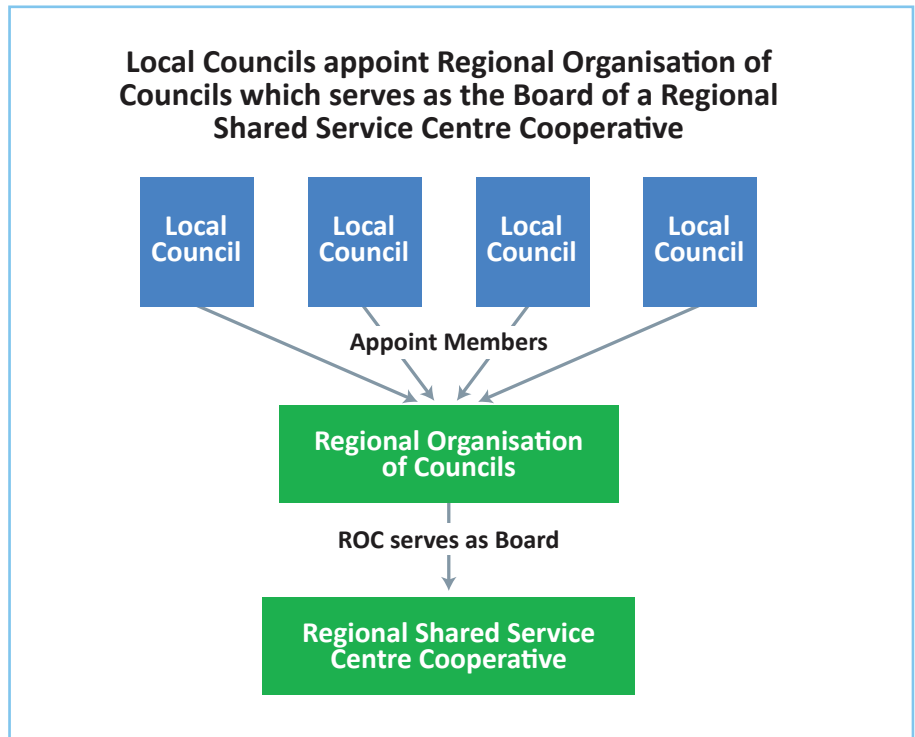 Local Councils appoint Regional Organisation of
Councils which serves as the Board of a Regional
Shared Service Centre Cooperative
Local
Council
Local
Council
Local
Council
Local
Council
Appoint Members
Regional Organisation
of Councils
ROC serves as Board
Regional Shared Service
Centre Cooperative